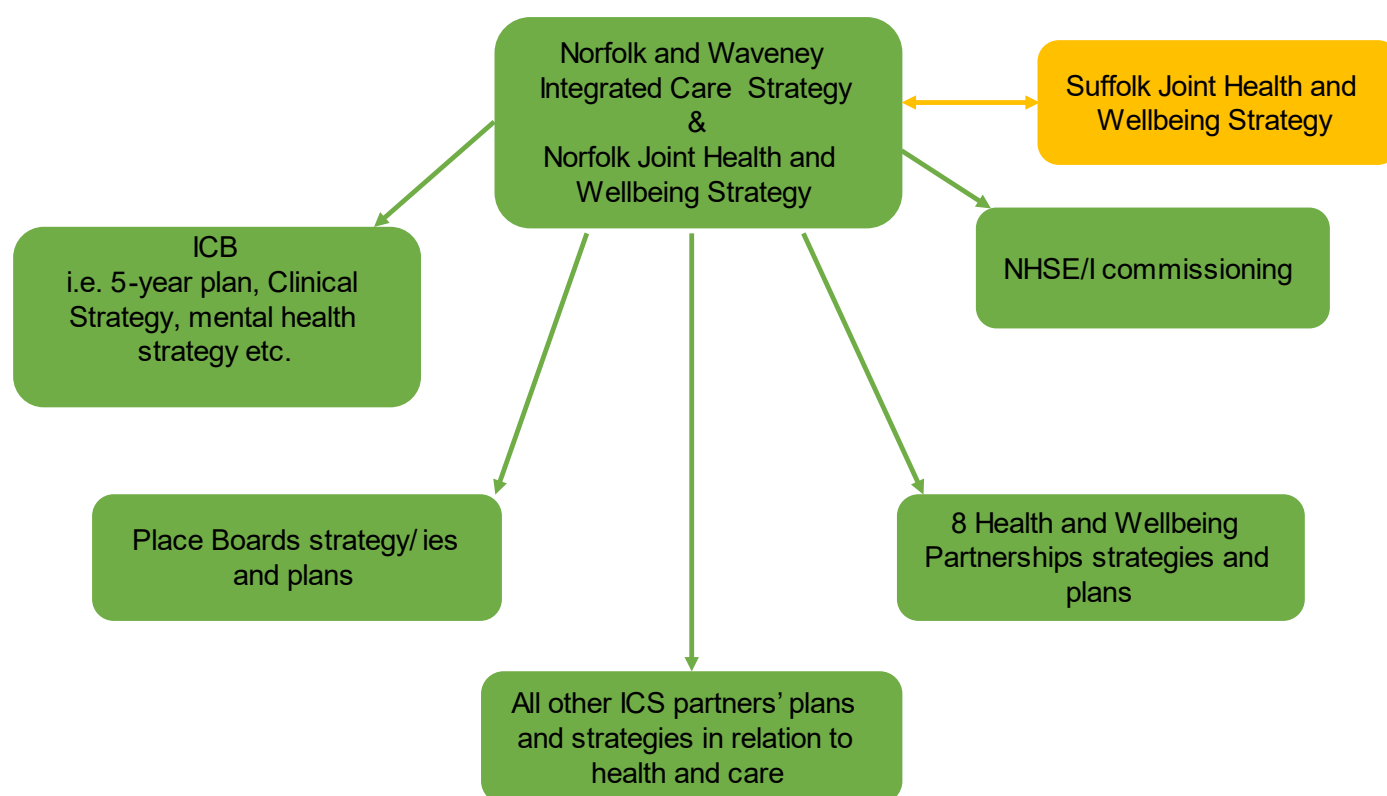 Norfolk and Waveney
Integrated Care Strategy
&
Norfolk Joint Health and
Wellbeing Strategy
Suffolk Joint Health and
Wellbeing Strategy
ICB
i.e. 5-year plan, Clinical
Strategy, mental health
strategy etc.
NHSE/I commissioning
Place Boards strategy/ ies
and plans
8 Health and Wellbeing
Partnerships strategies and
plans
All other ICS partners’ plans
and strategies in relation to
health and care